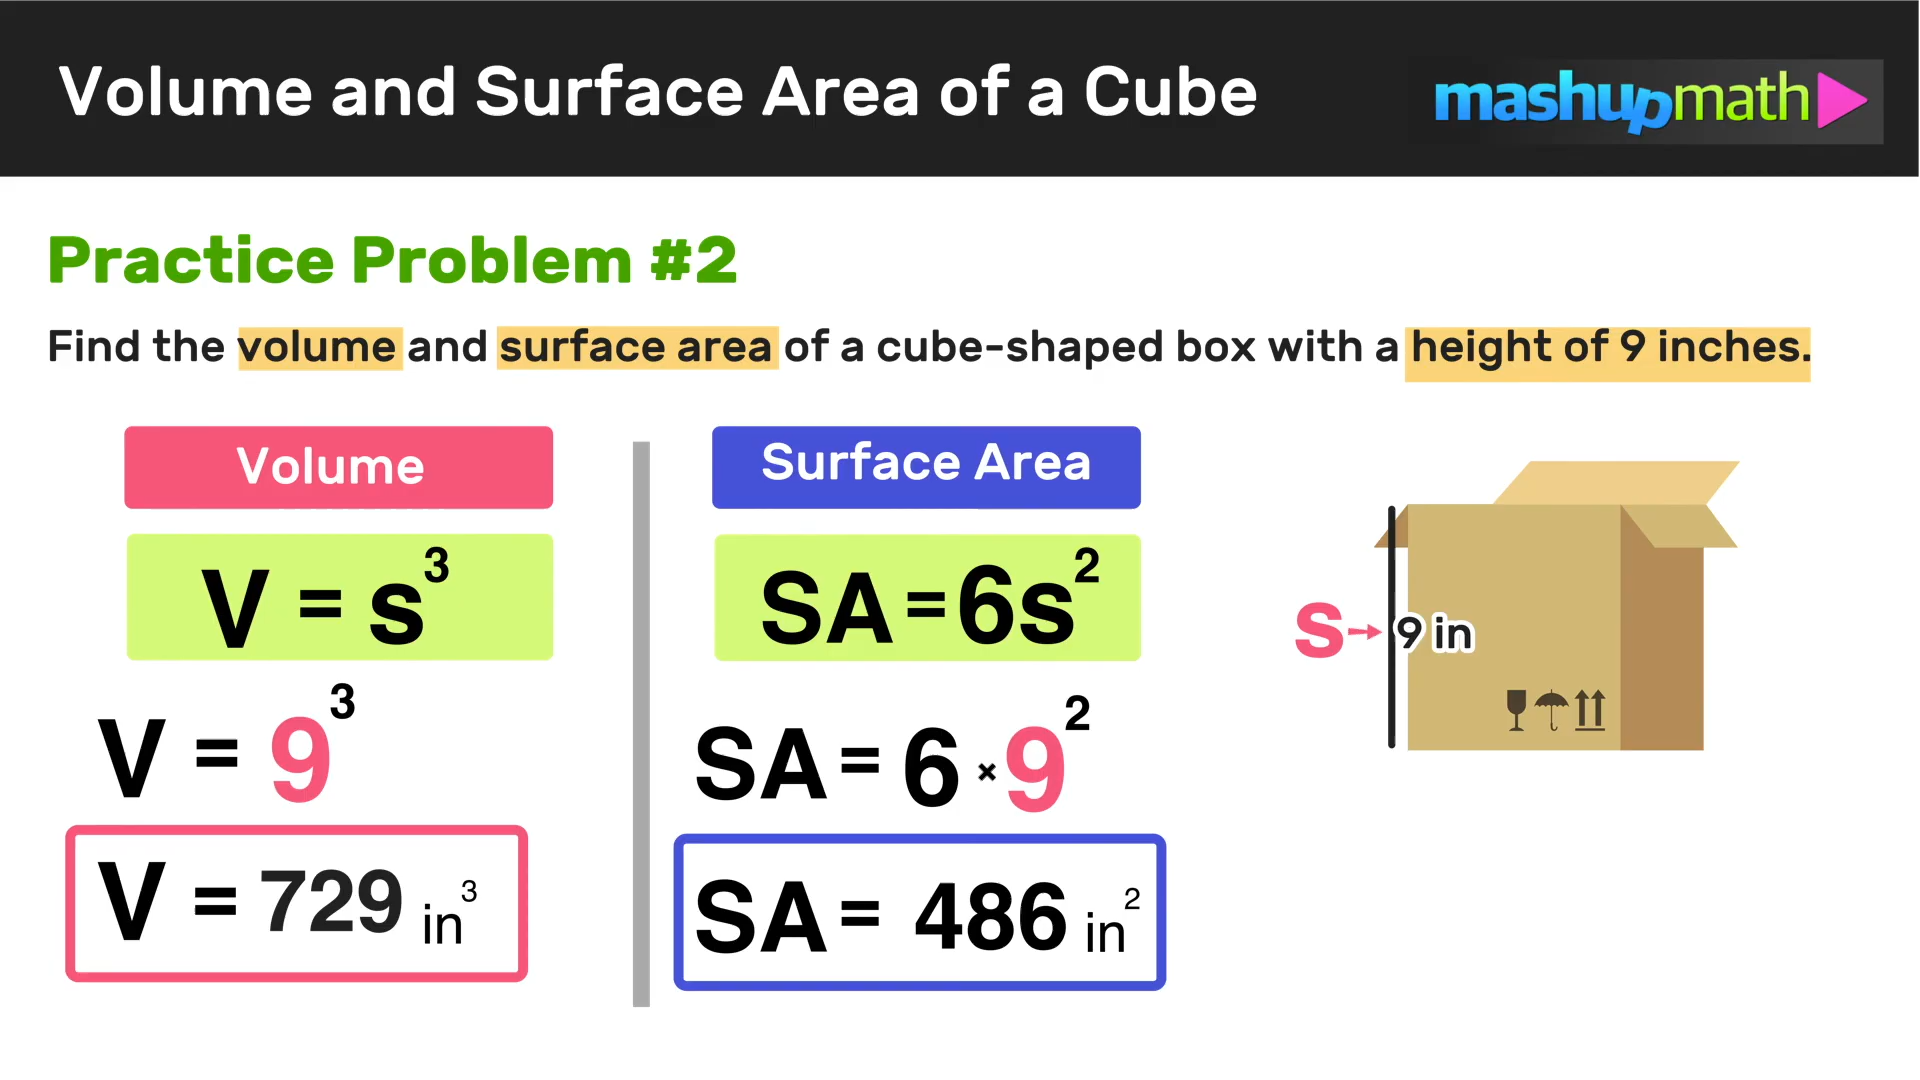 Volume and Surface Area of a Cube
mashupmath
Practice Problem #2
Find the volume and surface area of a cube-shaped box with a height of 9 inches.
Volume
V = s³
V = 9³
V = 729 in³
Surface Area
SA = 6s²
SA = 6 × 9²
SA = 486 in²
s
9 in